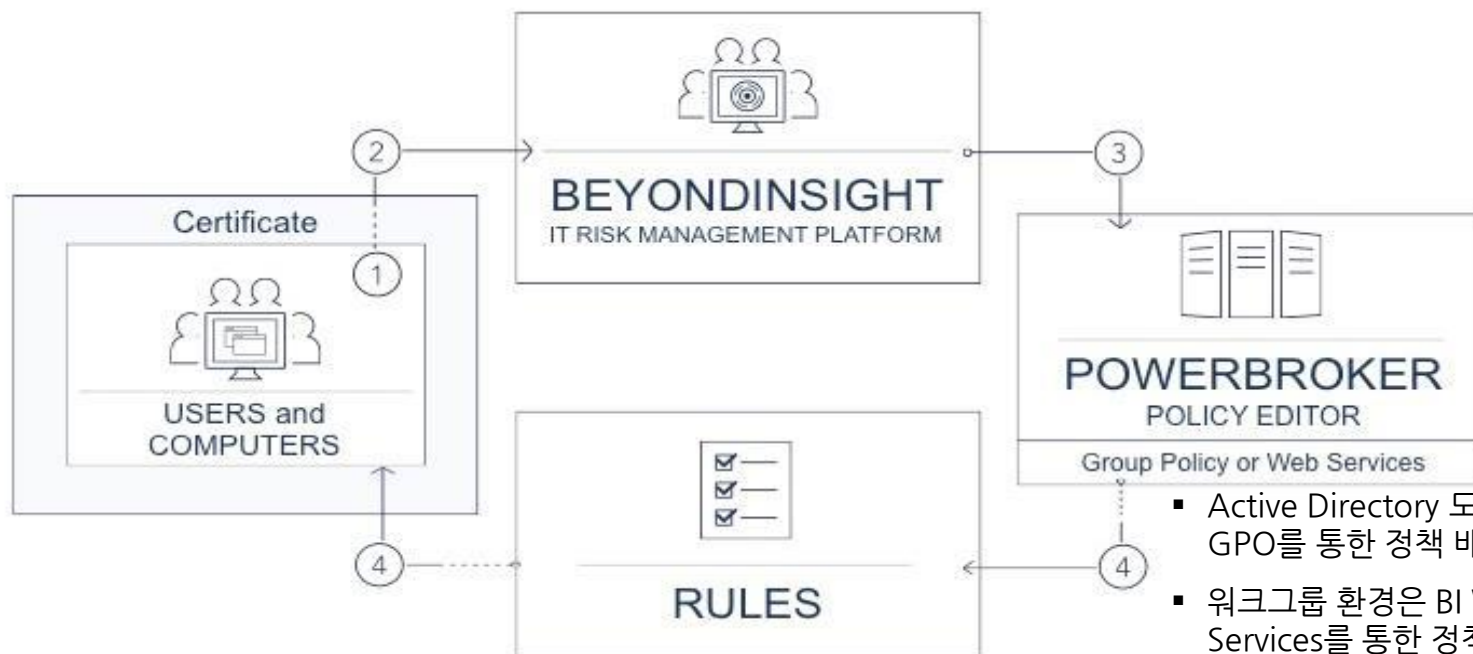 2
BEYONDINSIGHT
IT RISK MANAGEMENT PLATFORM
3
Certificate
1
USERS and
COMPUTERS
POWERBROKER
POLICY EDITOR
Group Policy or Web Services
▪ Active Directory
GPO를 통한 정책
4
RULES
4
▪ 워크그룹 환경은 BI
Services를 통한